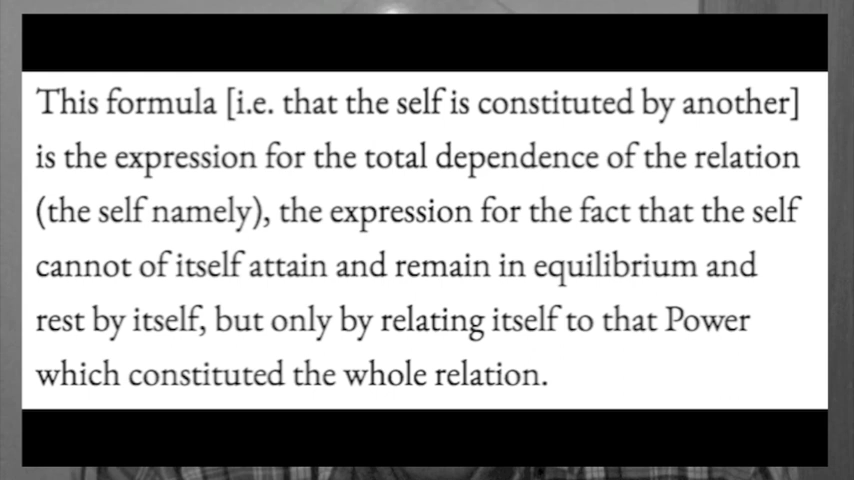 This formula [i.e. that the self is constituted by another]
is the expression for the total dependence of the relation
(the self namely), the expression for the fact that the self
cannot of itself attain and remain in equilibrium and
rest by itself, but only by relating itself to that Power
which constituted the whole relation.